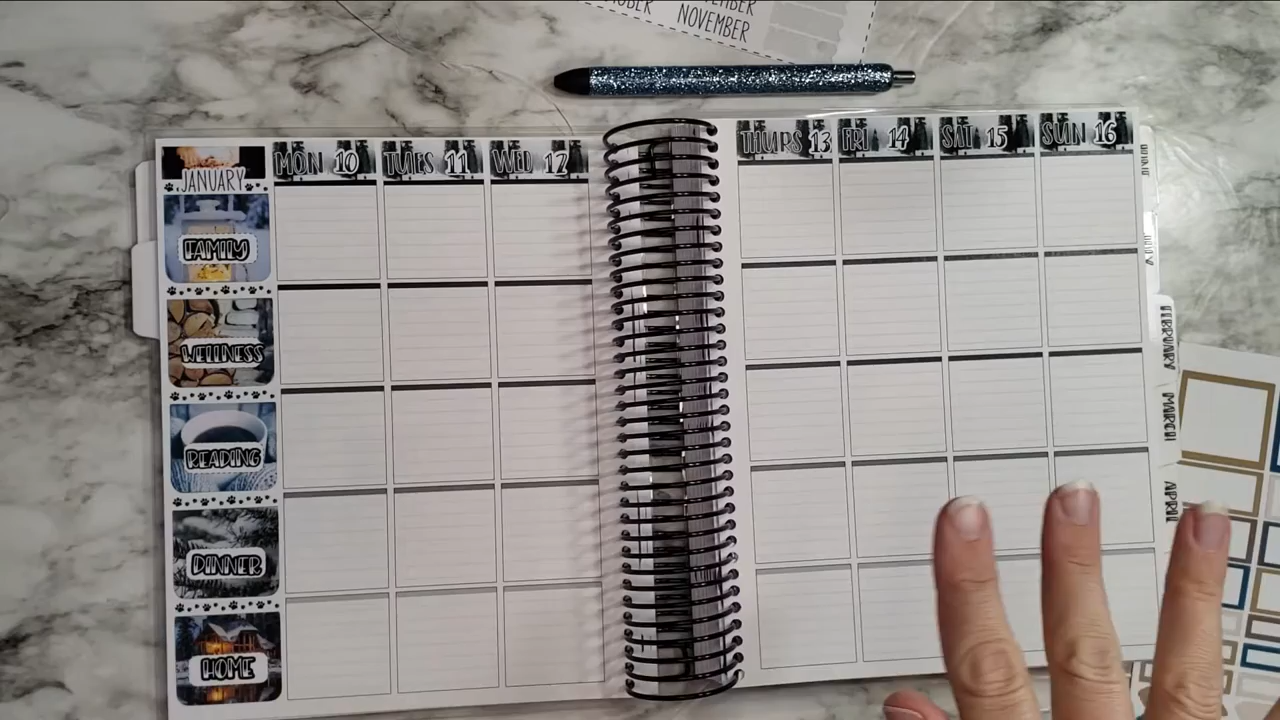 NOVEMBER
JANUARY
MON 10
TUES 11
WED 12
THURS 13
FRI 14
SAT 15
SUN 16
FAMILY
WELLNESS
READING
DINNER
HOME
FEBRUARY
MARCH
APRIL